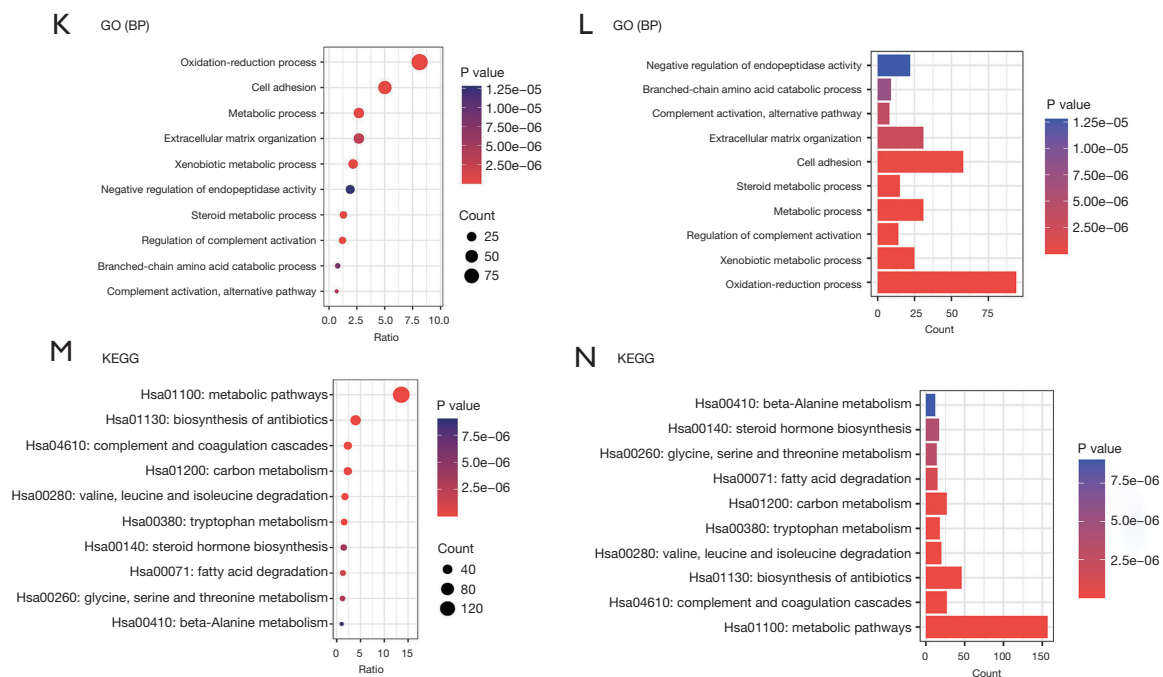 K GO (BP)
Oxidation-reduction process
Cell adhesion
Metabolic process
Extracellular matrix organization
Xenobiotic metabolic process
Negative regulation of endopeptidase activity
Steroid metabolic process
Regulation of complement activation
Branched-chain amino acid catabolic process
Complement activation, alternative pathway
0.0 2.5 5.0 7.5 10.0
Ratio
P value
1.25e−05
1.00e−05
7.50e−06
5.00e−06
2.50e−06
Count
25
50
75
L GO (BP)
Negative regulation of endopeptidase activity
Branched-chain amino acid catabolic process
Complement activation, alternative pathway
Extracellular matrix organization
Cell adhesion
Steroid metabolic process
Metabolic process
Regulation of complement activation
Xenobiotic metabolic process
Oxidation-reduction process
0 25 50 75
Count
P value
1.25e−05
1.00e−05
7.50e−06
5.00e−06
2.50e−06
M KEGG
Hsa01100: metabolic pathways
Hsa01130: biosynthesis of antibiotics
Hsa04610: complement and coagulation cascades
Hsa01200: carbon metabolism
Hsa00280: valine, leucine and isoleucine degradation
Hsa00380: tryptophan metabolism
Hsa00140: steroid hormone biosynthesis
Hsa00071: fatty acid degradation
Hsa00260: glycine, serine and threonine metabolism
Hsa00410: beta-Alanine metabolism
0 5 10 15
Ratio
P value
7.5e−06
5.0e−06
2.5e−06
Count
40
80
120
N KEGG
Hsa00410: beta-Alanine metabolism
Hsa00140: steroid hormone biosynthesis
Hsa00260: glycine, serine and threonine metabolism
Hsa00071: fatty acid degradation
Hsa01200: carbon metabolism
Hsa00380: tryptophan metabolism
Hsa00280: valine, leucine and isoleucine degradation
Hsa01130: biosynthesis of antibiotics
Hsa04610: complement and coagulation cascades
Hsa01100: metabolic pathways
0 50 100 150
Count
P value
7.5e−06
5.0e−06
2.5e−06